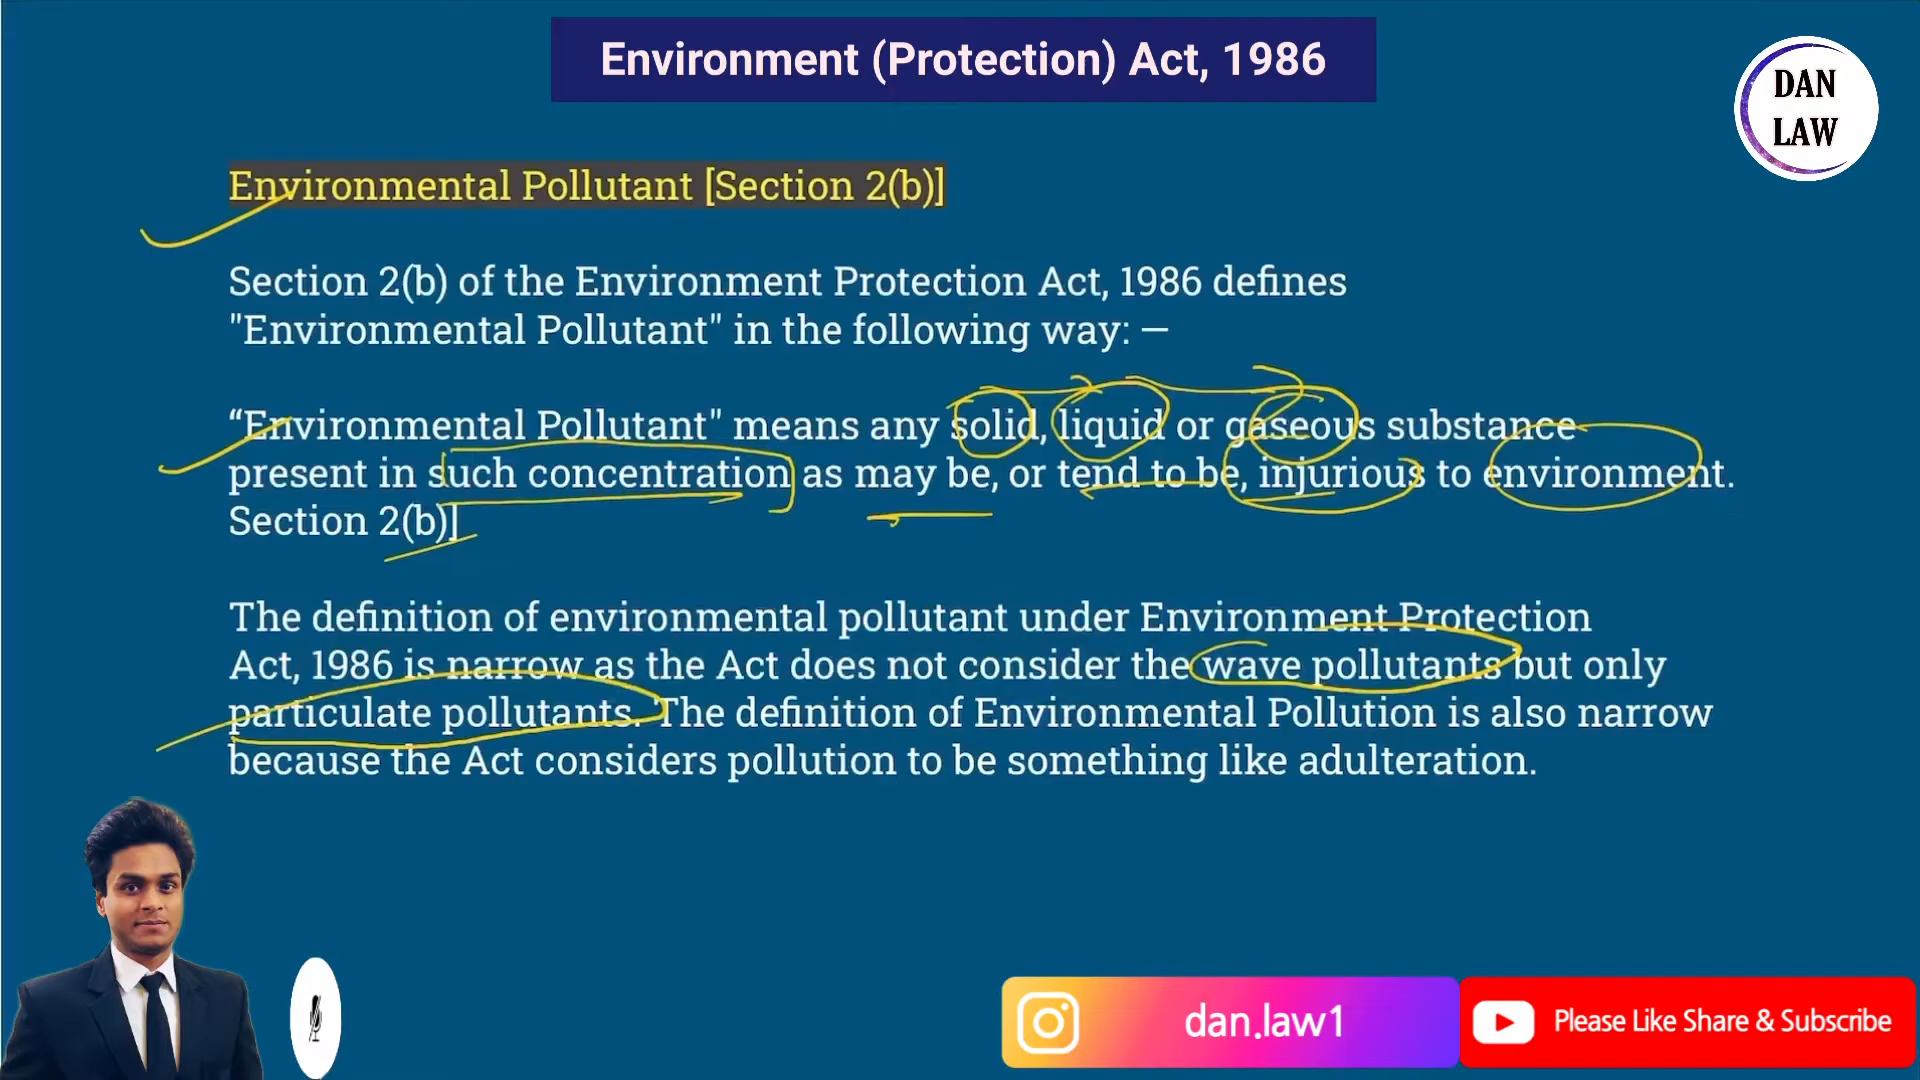 Environment (Protection) Act, 1986
DAN
LAW
Environmental Pollutant [Section 2(b)]
Section 2(b) of the Environment Protection Act, 1986 defines
"Environmental Pollutant" in the following way: —
“Environmental Pollutant" means any solid, liquid or gaseous substance
present in such concentration as may be, or tend to be, injurious to environment.
Section 2(b)]
The definition of environmental pollutant under Environment Protection
Act, 1986 is narrow as the Act does not consider the wave pollutants but only
particulate pollutants. The definition of Environmental Pollution is also narrow
because the Act considers pollution to be something like adulteration.
dan.law1
Please Like Share & Subscribe